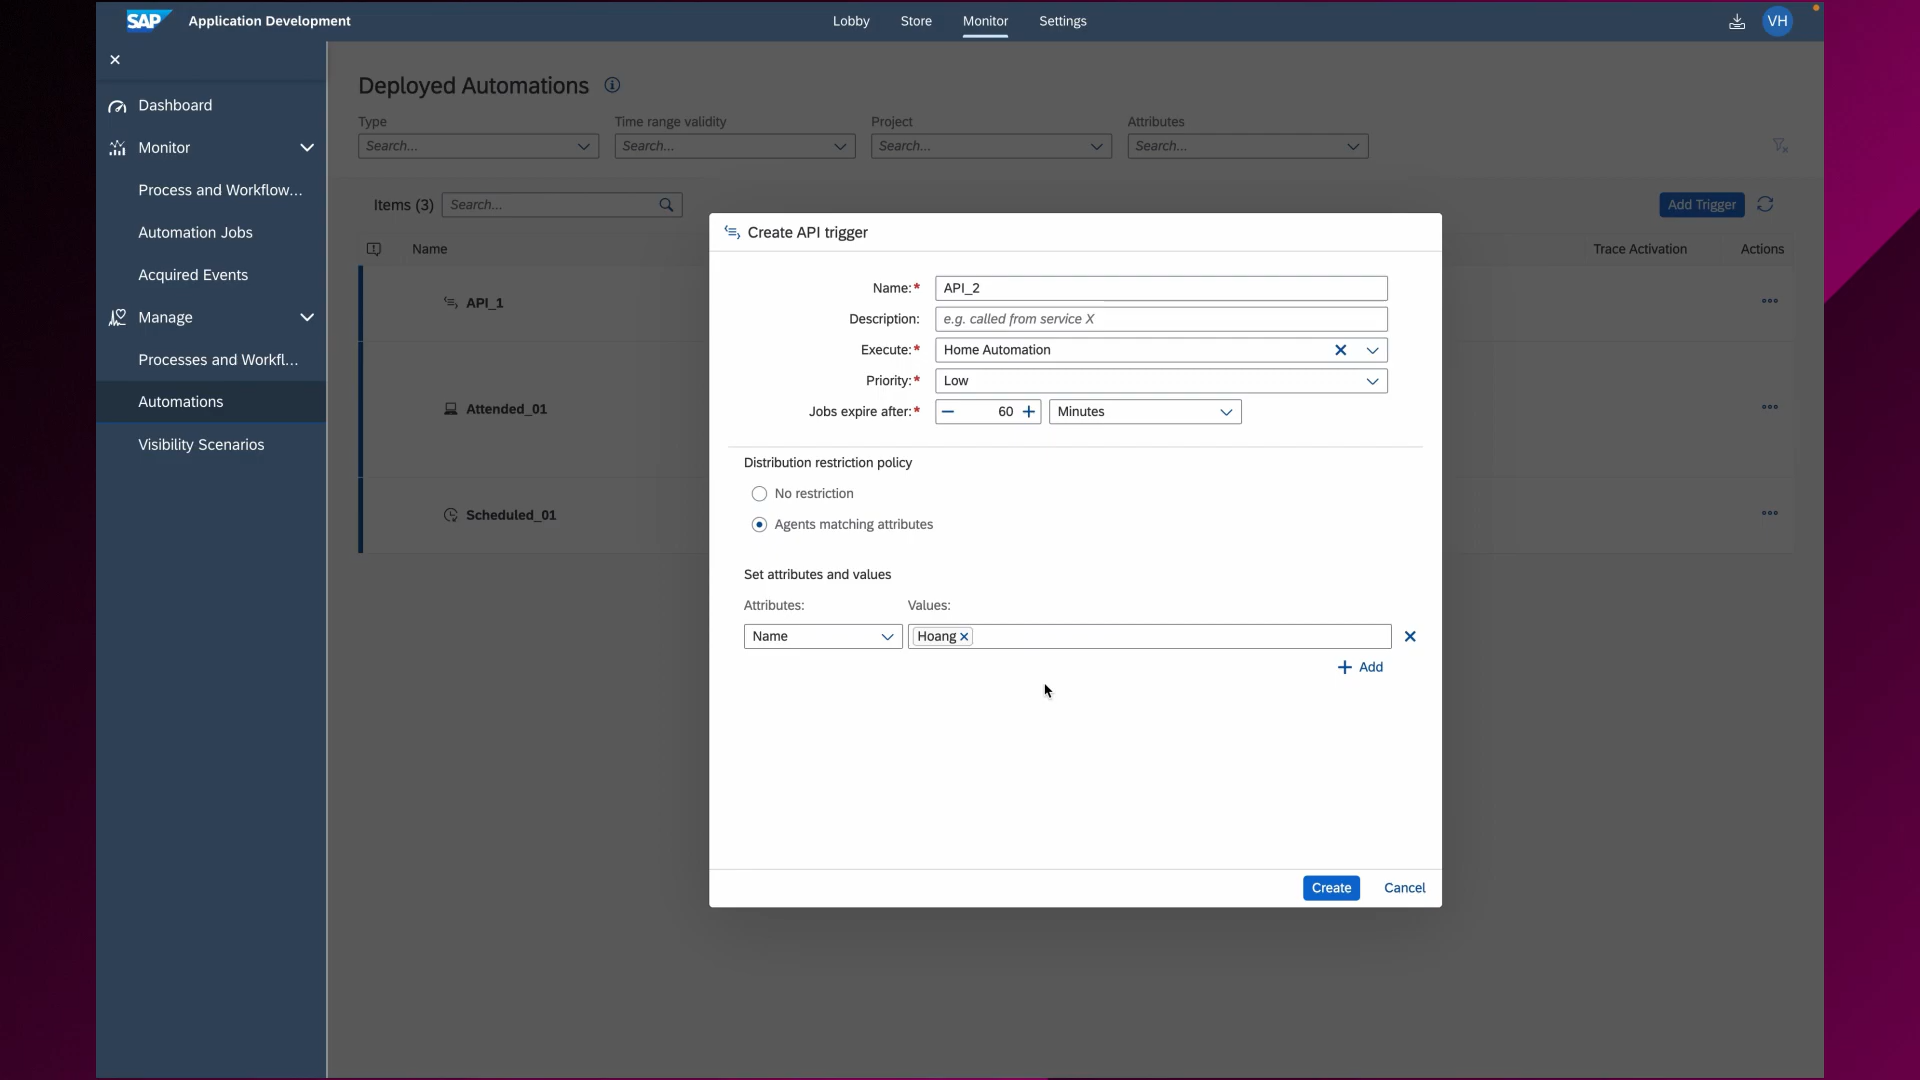 SAP Application Development Lobby Store Monitor Settings VH
Dashboard
Monitor
Process and Workflow...
Automation Jobs
Acquired Events
Manage
Processes and Workfl...
Automations
Visibility Scenarios
Deployed Automations
Type Time range validity Project Attributes
Search... Search... Search... Search...
Items (3) Search... Add Trigger
Name Trace Activation Actions
API_1
Attended_01
Scheduled_01
Create API trigger
Name:* API_2
Description: e.g. called from service X
Execute:* Home Automation
Priority:* Low
Jobs expire after:* 60 Minutes
Distribution restriction policy
No restriction
Agents matching attributes
Set attributes and values
Attributes: Values:
Name Hoang
Add
Create Cancel